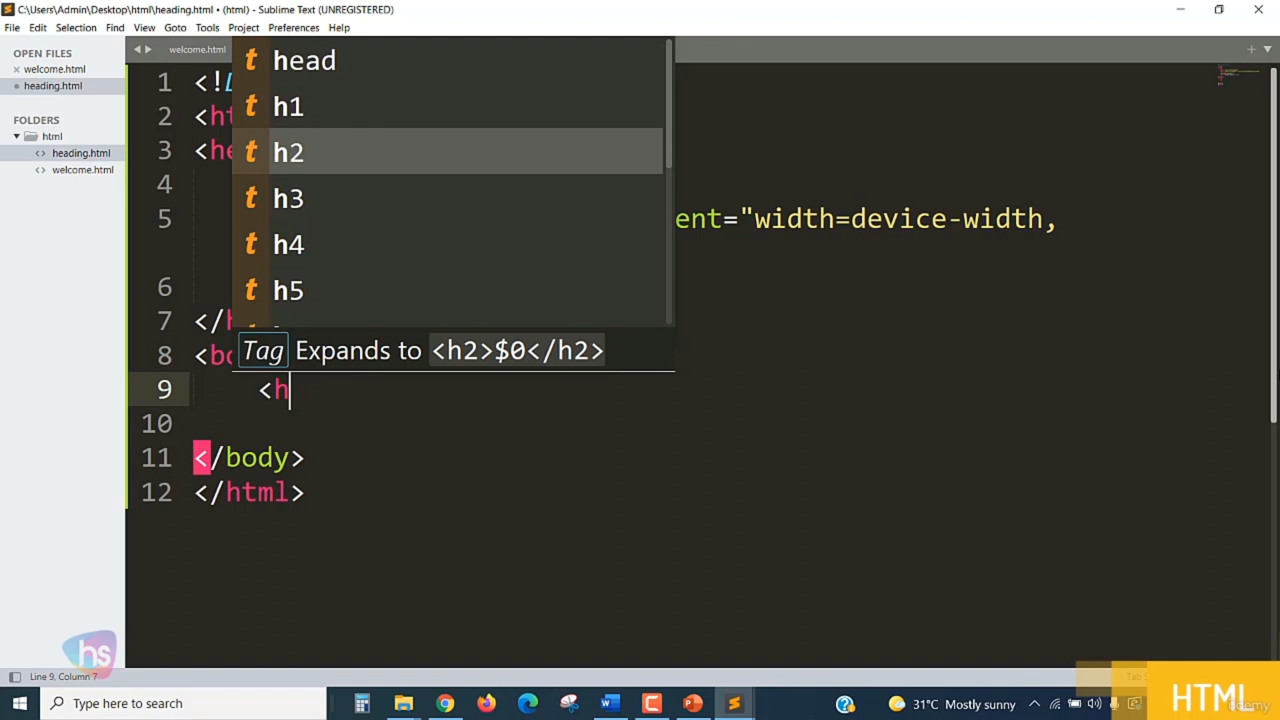 C:\Users\Admin\Desktop\html\heading.html • (html) - Sublime Text (UNREGISTERED)
File Edit Selection Find View Goto Tools Project Preferences Help
OPEN FILES
welcome.html
heading.html
FOLDERS
html
heading.html
welcome.html
welcome.html
t head
t h1
t h2
t h3
t h4
t h5
Tag Expands to <h2>$0</h2>
1 <!D
2 <ht
3 <he
4
5 ent="width=device-width,
6
7 </h
8 <bo
9 <h
10
11 </body>
12 </html>
hs
Line 9, Column 7
Type here to search
31°C Mostly sunny
HTML
Udemy